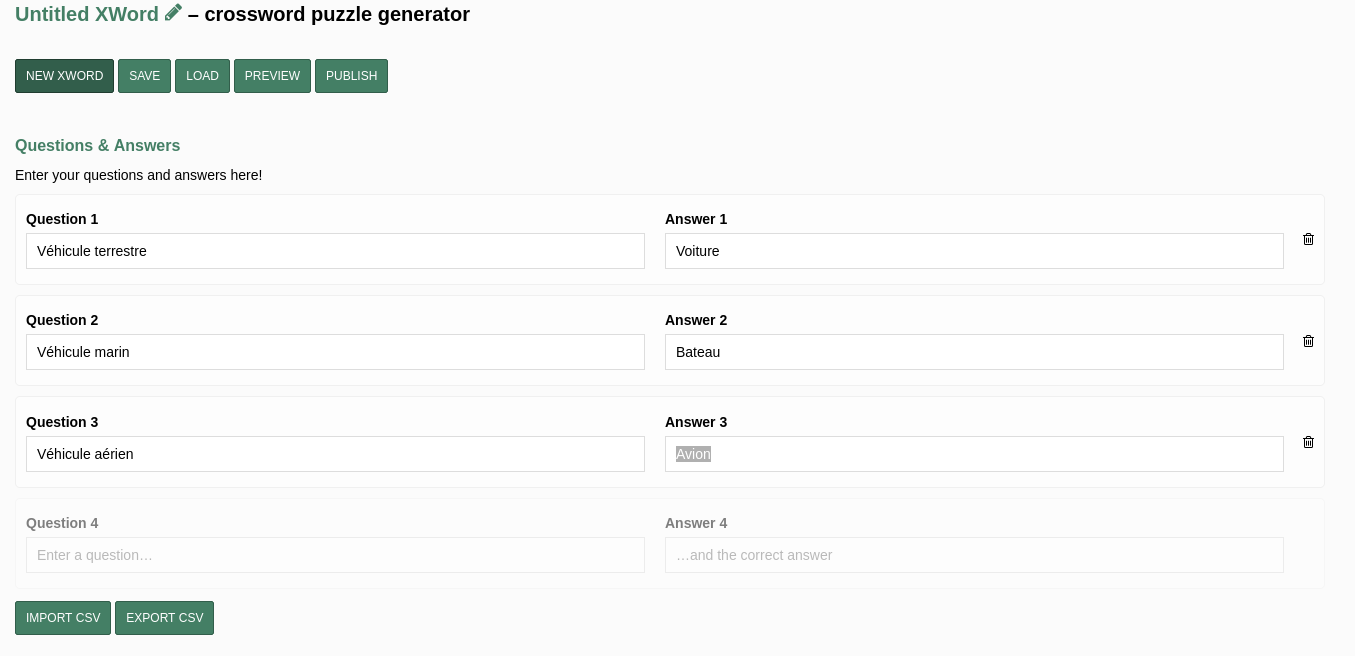 Untitled XWord – crossword puzzle generator
NEW XWORD SAVE LOAD PREVIEW PUBLISH
Questions & Answers
Enter your questions and answers here!
Question 1 Answer 1
Véhicule terrestre Voiture
Question 2 Answer 2
Véhicule marin Bateau
Question 3 Answer 3
Véhicule aérien Avion
Question 4 Answer 4
Enter a question… …and the correct answer
IMPORT CSV EXPORT CSV